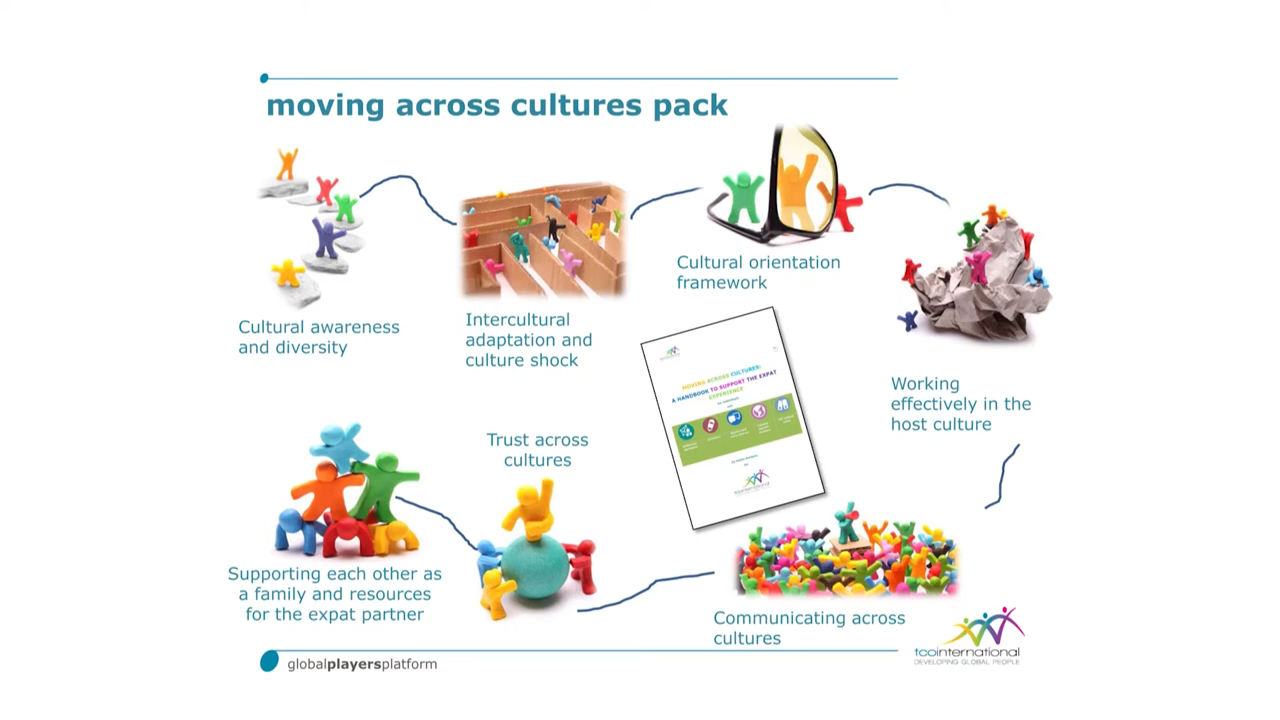 moving across cultures pack
Cultural awareness
and diversity
Intercultural
adaptation and
culture shock
Cultural orientation
framework
Working
effectively in the
host culture
MOVING ACROSS CULTURES:
A HANDBOOK TO SUPPORT THE EXPAT
EXPERIENCE
Trust across
cultures
Supporting each other as
a family and resources
for the expat partner
Communicating across
cultures
tcointernational
DEVELOPING GLOBAL PEOPLE
globalplayersplatform